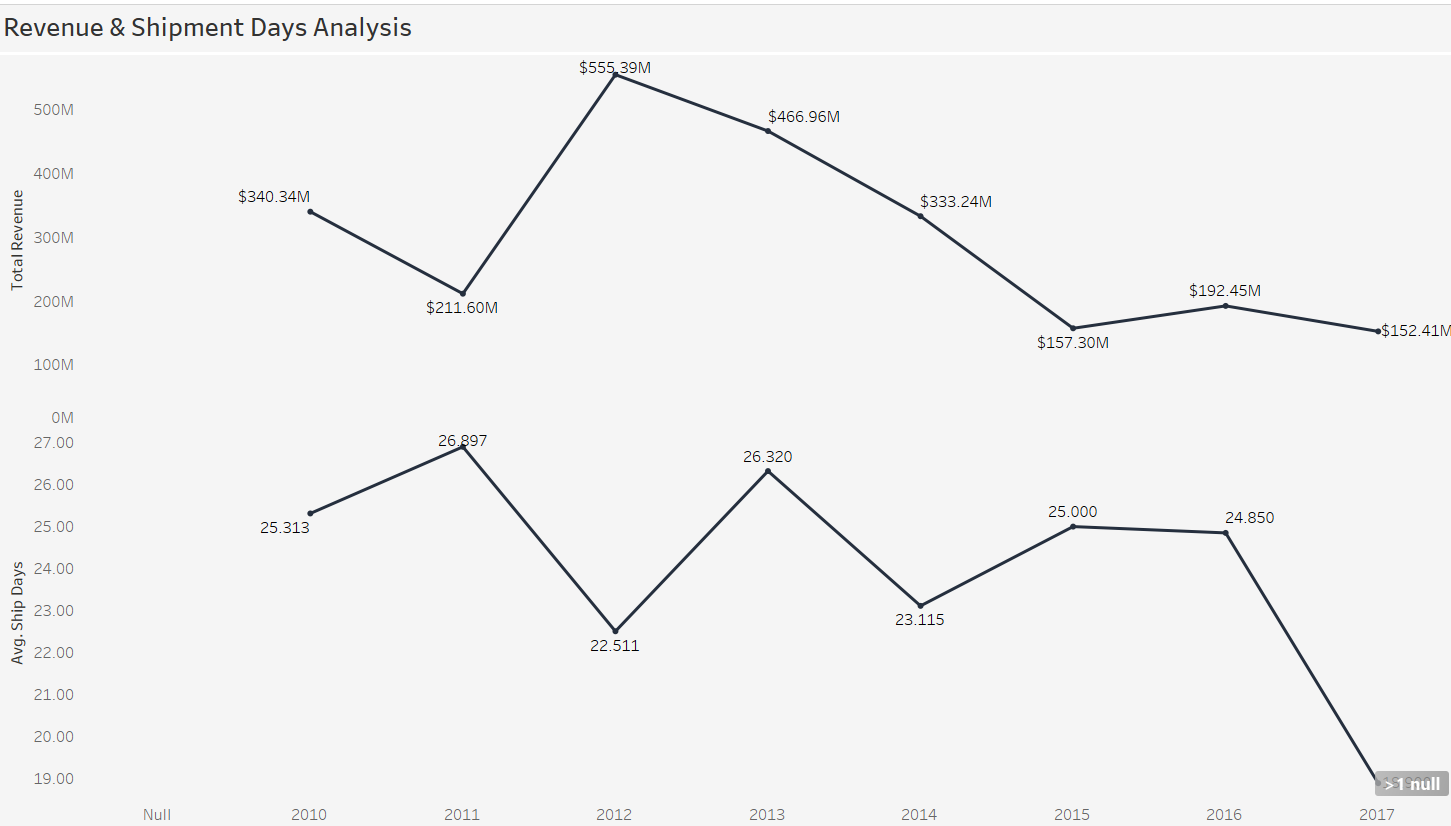 Revenue & Shipment Days Analysis
$555.39M
500M
$466.96M
400M
$340.34M
$333.24M
Total Revenue
300M
200M
$211.60M
$192.45M
$157.30M
$152.41M
100M
0M
27.00
26.897
26.320
26.00
25.313
25.00
25.000
24.850
Avg. Ship Days
24.00
23.00
23.115
22.511
22.00
21.00
20.00
19.00
>1 null
Null 2010 2011 2012 2013 2014 2015 2016 2017